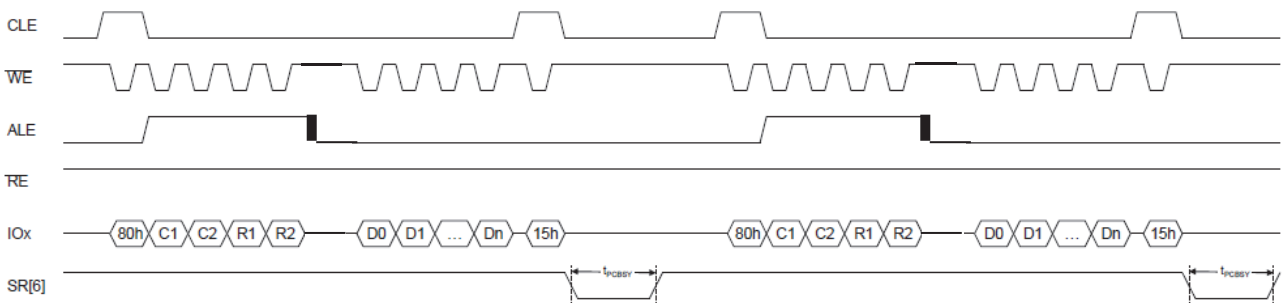 CLE
WE
ALE
RE
IOx 80h C1 C2 R1 R2 D0 D1 ... Dn 15h 80h C1 C2 R1 R2 D0 D1 ... Dn 15h
SR[6] tPCBSY tPCBSY